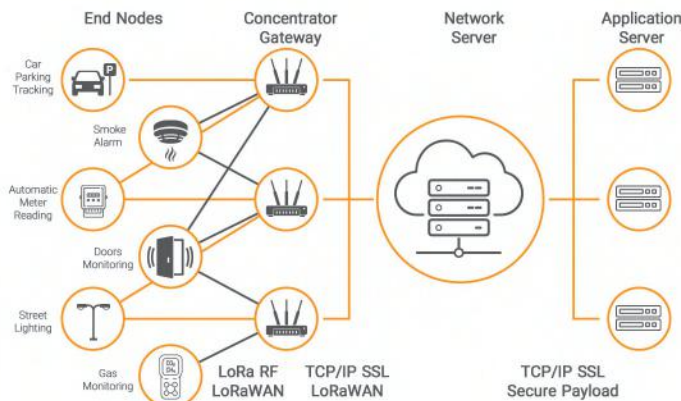 End Nodes
Concentrator
Gateway
Network
Server
Application
Server
Car
Parking
Tracking
P
Smoke
Alarm
Automatic
Meter
Reading
Doors
Monitoring
Street
Lighting
Gas
Monitoring
LoRa RF
LoRaWAN
TCP/IP SSL
LoRaWAN
TCP/IP SSL
Secure Payload